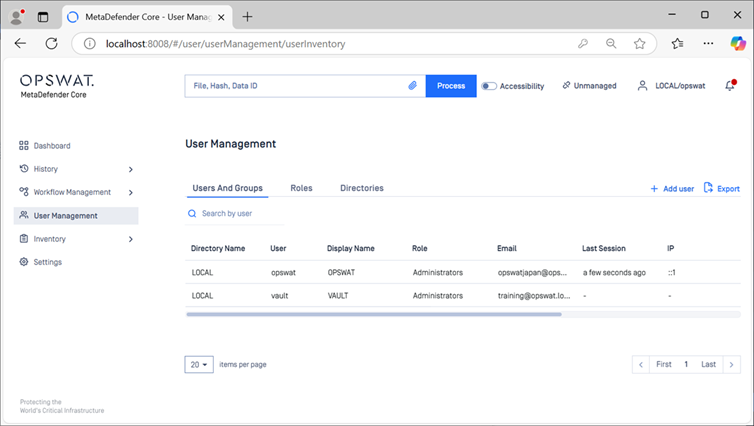 MetaDefender Core - User Manag
localhost:8008/#/user/userManagement/userInventory
OPSWAT.
MetaDefender Core
File, Hash, Data ID
Process
Accessibility
Unmanaged
LOCAL/opswat
Dashboard
History
Workflow Management
User Management
Inventory
Settings
User Management
Users And Groups Roles Directories
Add user Export
Search by user
Directory Name User Display Name Role Email Last Session IP
LOCAL opswat OPSWAT Administrators opswatjapan@ops... a few seconds ago ::1
LOCAL vault VAULT Administrators training@opswat.lo... - -
20 items per page
First 1 Last
Protecting the
World's Critical Infrastructure